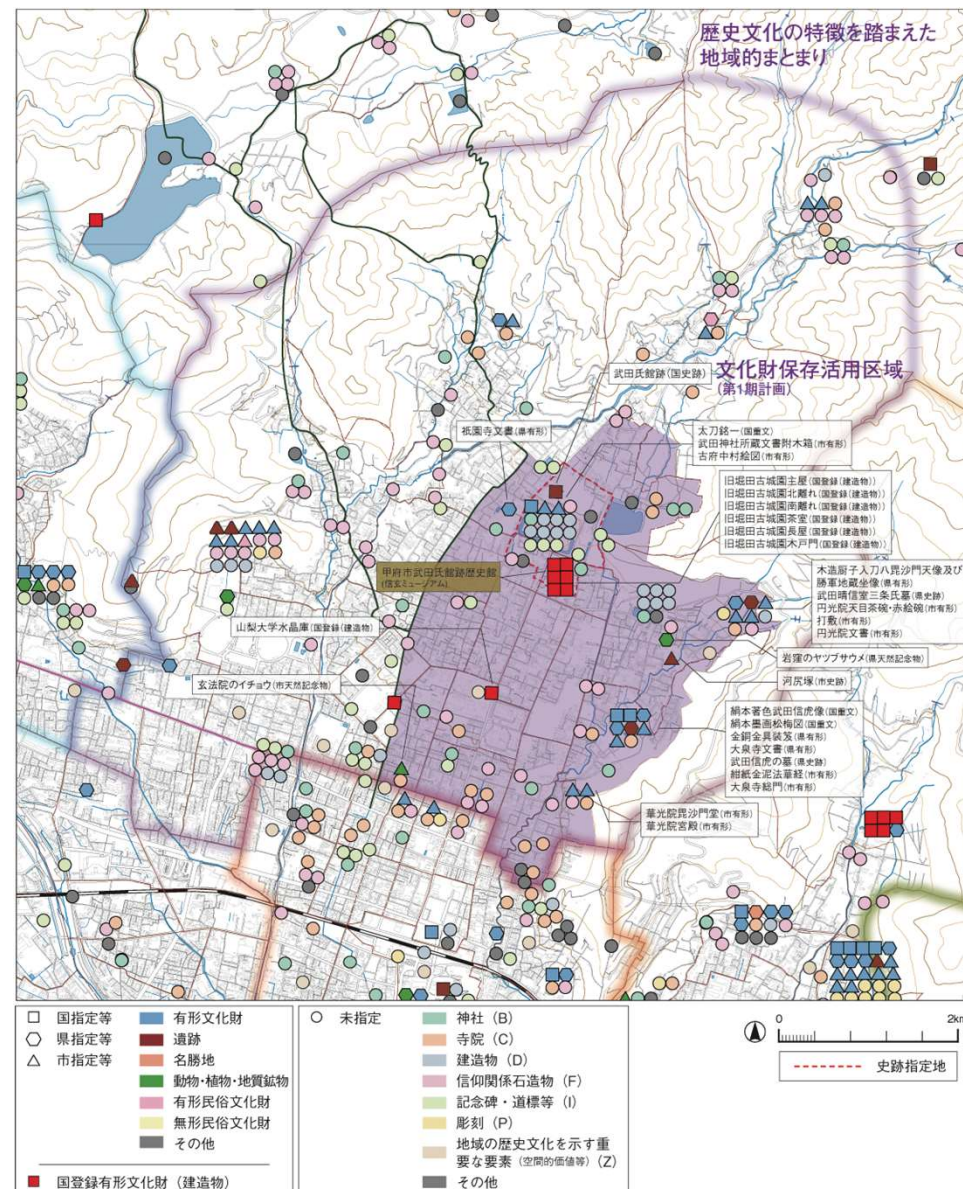 歴史文化の特徴を踏まえた
地域的まとまり
武田氏館跡(国史跡)
文化財保存活用区域
(第1期計画)
祇園寺文書(県有形)
太刀銘一(国重文)
武田神社所蔵文書附木箱(市有形)
古府中村絵図(市有形)
旧堀田古城園主屋(国登録(建造物))
旧堀田古城園北離れ(国登録(建造物))
旧堀田古城園南離れ(国登録(建造物))
旧堀田古城園茶室(国登録(建造物))
旧堀田古城園長屋(国登録(建造物))
旧堀田古城園木戸門(国登録(建造物))
甲府市武田氏館跡歴史館
(信玄ミュージアム)
木造厨子入刀八毘沙門天像及び
勝軍地蔵坐像(県有形)
武田晴信室三条氏墓(県史跡)
円光院天目茶碗・赤絵碗(市有形)
打敷(市有形)
円光院文書(市有形)
山梨大学水晶庫(国登録(建造物))
岩窪のヤツブサウメ(県天然記念物)
玄法院のイチョウ(市天然記念物)
河尻塚(市史跡)
絹本著色武田信虎像(国重文)
絹本墨画松梅図(国重文)
金銅金具装笈(県有形)
大泉寺文書(県有形)
武田信虎の墓(県史跡)
紺紙金泥法華経(市有形)
大泉寺総門(市有形)
華光院毘沙門堂(市有形)
華光院宮殿(市有形)
国指定等
県指定等
市指定等
有形文化財
遺跡
名勝地
動物・植物・地質鉱物
有形民俗文化財
無形民俗文化財
その他
国登録有形文化財(建造物)
未指定
神社(B)
寺院(C)
建造物(D)
信仰関係石造物(F)
記念碑・道標等(I)
彫刻(P)
地域の歴史文化を示す重
要な要素(空間的価値等)(Z)
その他
0 2km
史跡指定地